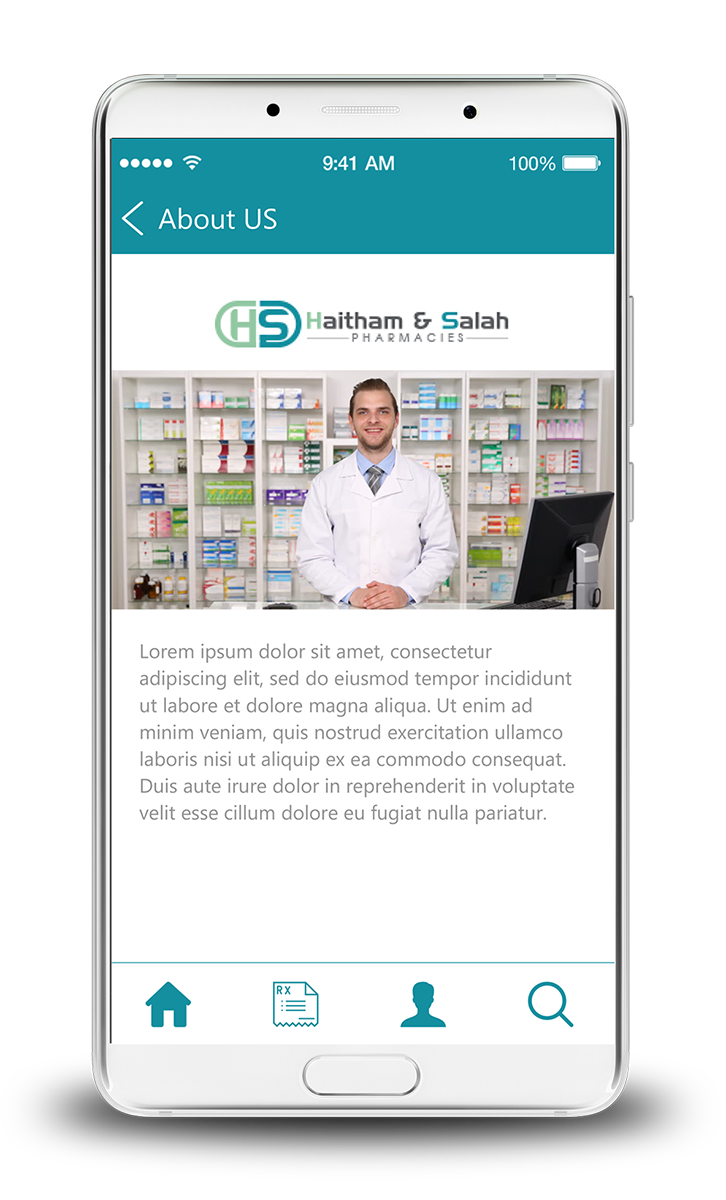 9:41 AM
100%
About US
HS Haitham & Salah
PHARMACIES
Lorem ipsum dolor sit amet, consectetur
adipiscing elit, sed do eiusmod tempor incididunt
ut labore et dolore magna aliqua. Ut enim ad
minim veniam, quis nostrud exercitation ullamco
laboris nisi ut aliquip ex ea commodo consequat.
Duis aute irure dolor in reprehenderit in voluptate
velit esse cillum dolore eu fugiat nulla pariatur.
RX